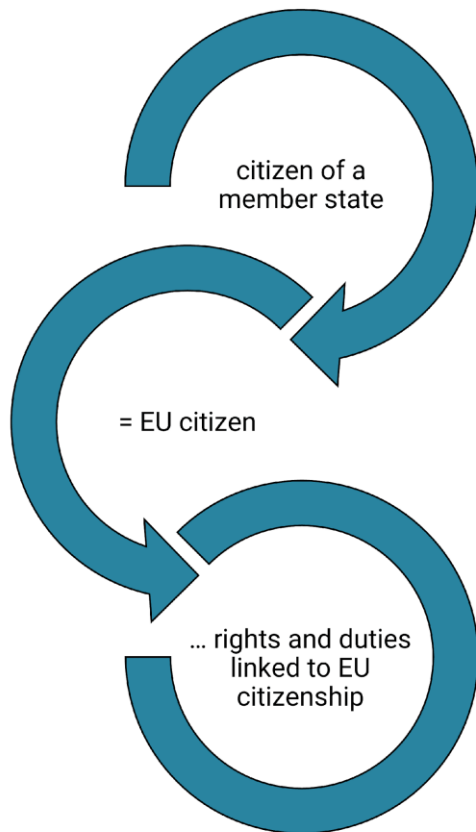 citizen of a
member state
= EU citizen
... rights and duties
linked to EU
citizenship